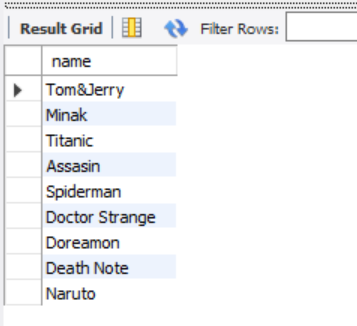 Result Grid Filter Rows:
name
Tom&Jerry
Minak
Titanic
Assasin
Spiderman
Doctor Strange
Doreamon
Death Note
Naruto